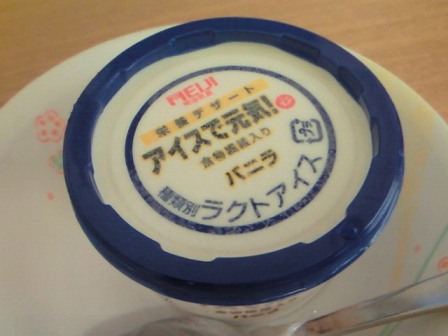 MEIJI
栄養デザート
アイスで元気!
食物繊維入り
バニラ
種類別 ラクトアイス